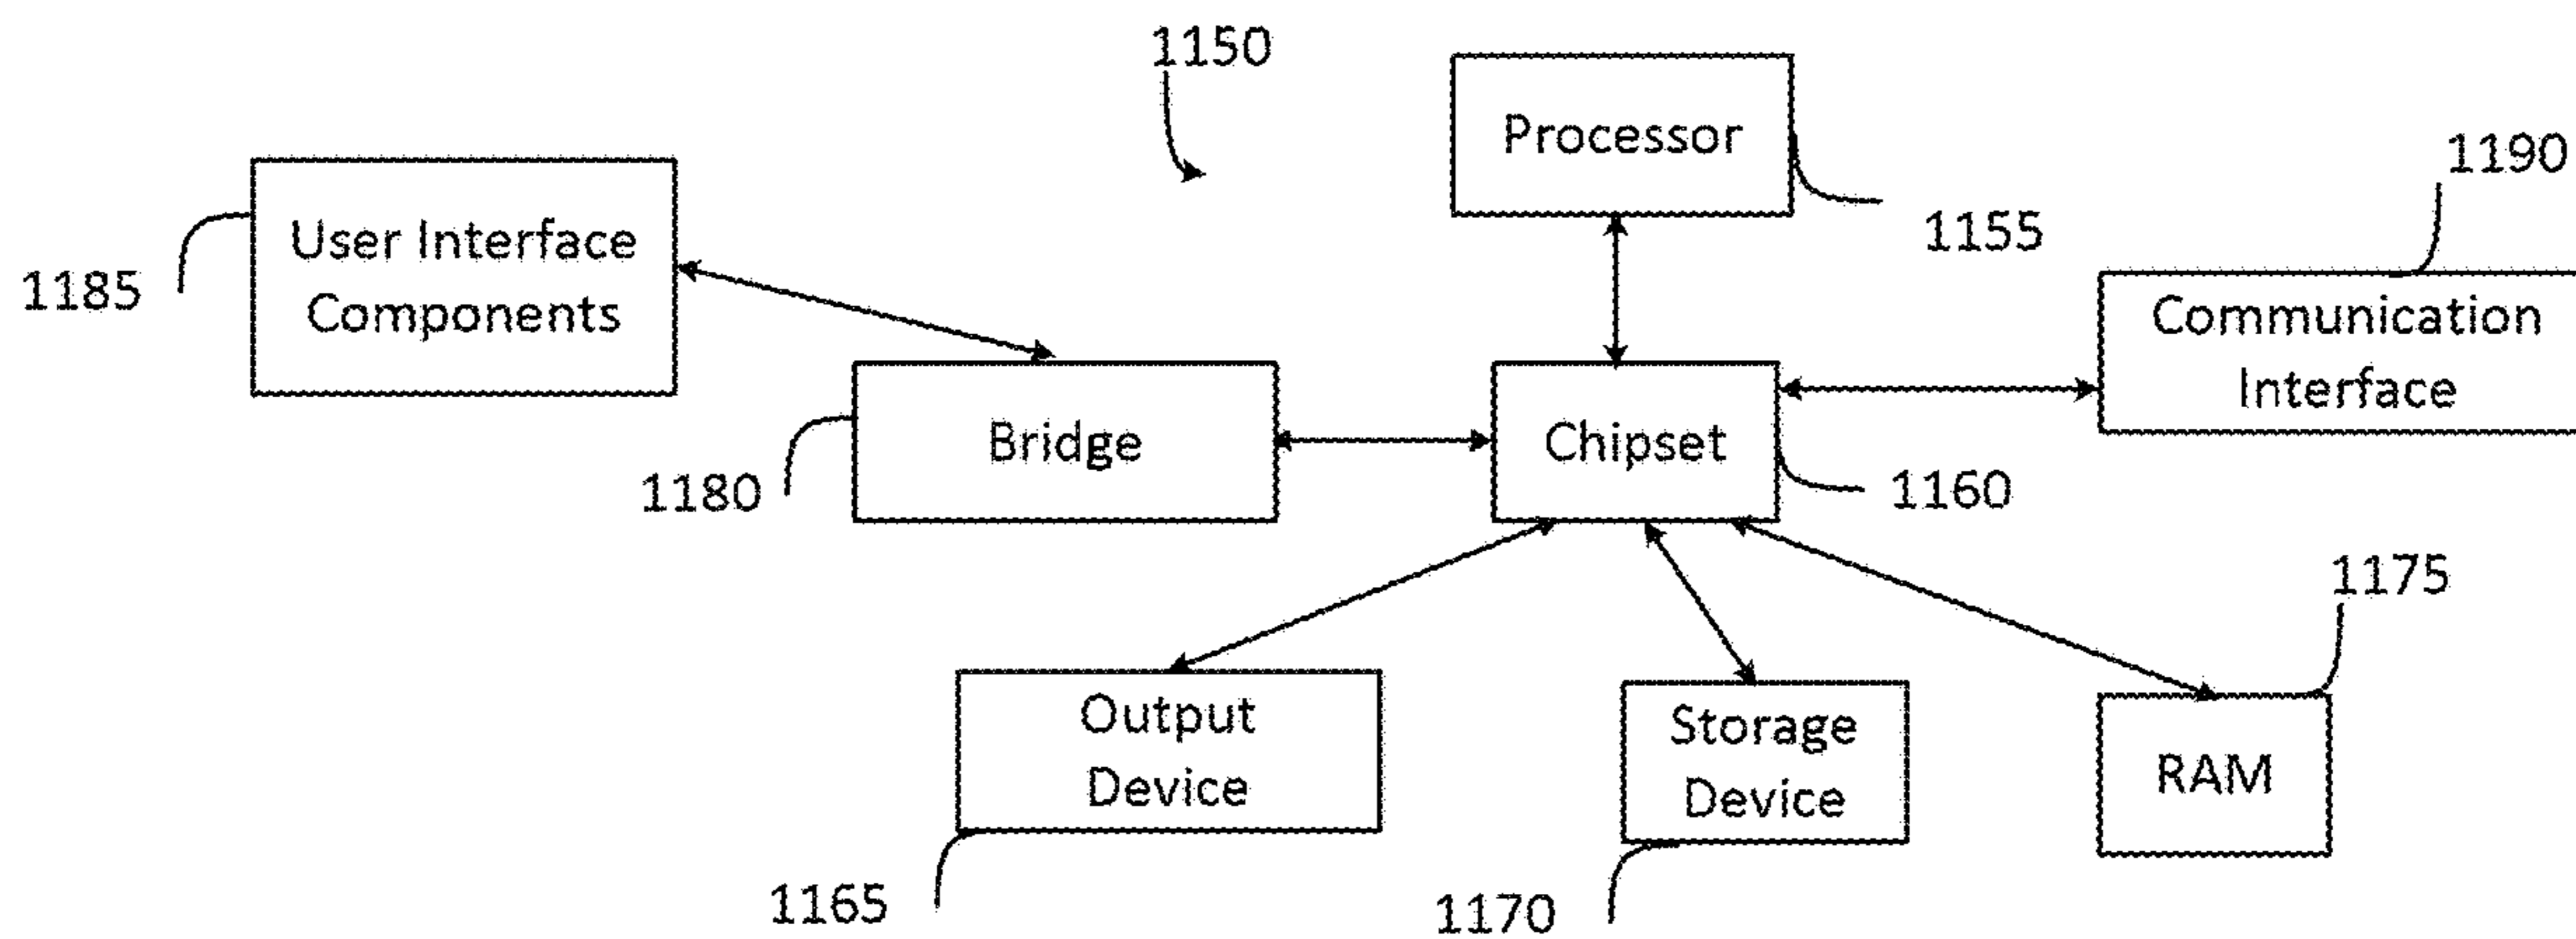 1150
Processor
1190
User Interface
Components
1155
1185
Communication
Interface
Bridge
Chipset
1180
1160
1175
Output
Device
Storage
Device
RAM
1165
1170